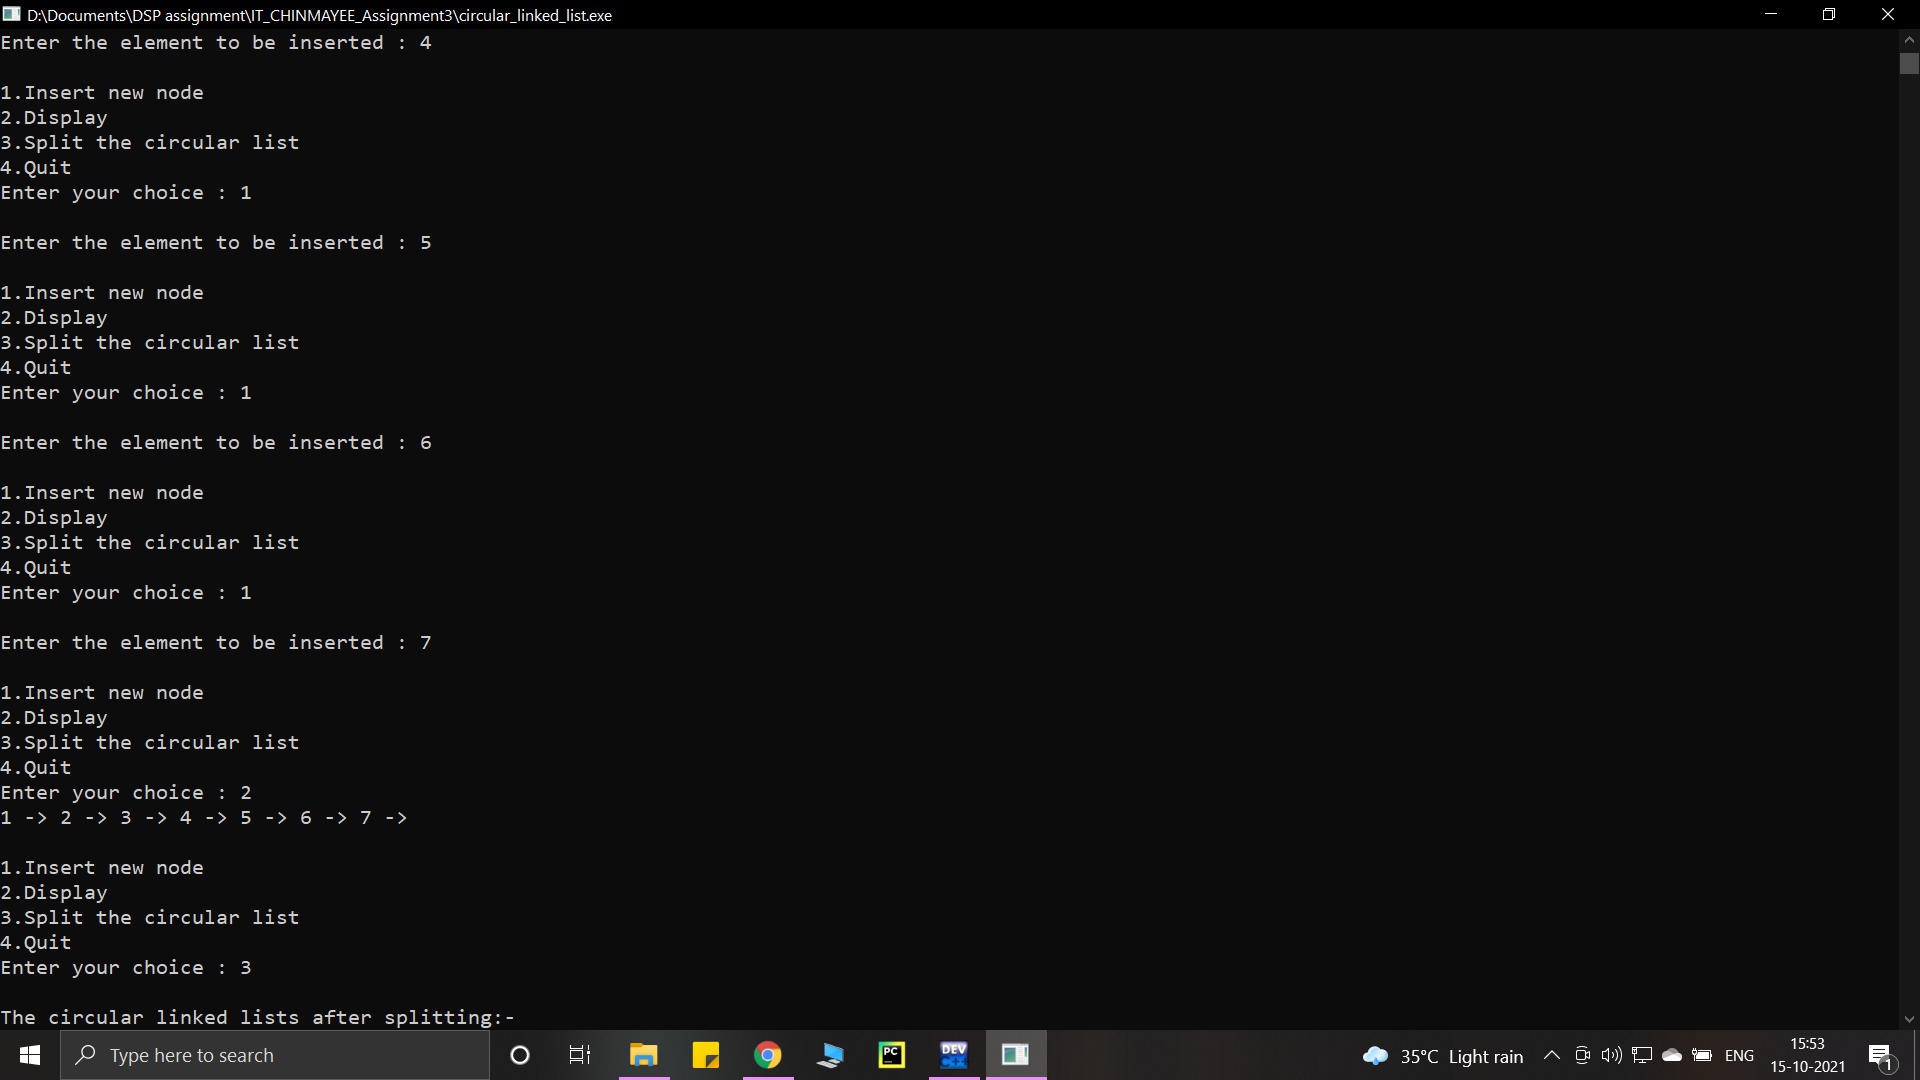 D:\Documents\DSP assignment\IT_CHINMAYEE_Assignment3\circular_linked_list.exe
Enter the element to be inserted : 4
1.Insert new node
2.Display
3.Split the circular list
4.Quit
Enter your choice : 1
Enter the element to be inserted : 5
1.Insert new node
2.Display
3.Split the circular list
4.Quit
Enter your choice : 1
Enter the element to be inserted : 6
1.Insert new node
2.Display
3.Split the circular list
4.Quit
Enter your choice : 1
Enter the element to be inserted : 7
1.Insert new node
2.Display
3.Split the circular list
4.Quit
Enter your choice : 2
1 -> 2 -> 3 -> 4 -> 5 -> 6 -> 7 ->
1.Insert new node
2.Display
3.Split the circular list
4.Quit
Enter your choice : 3
The circular linked lists after splitting:-
Type here to search
PC
DEV
C++
35°C Light rain
ENG
15:53
15-10-2021
1